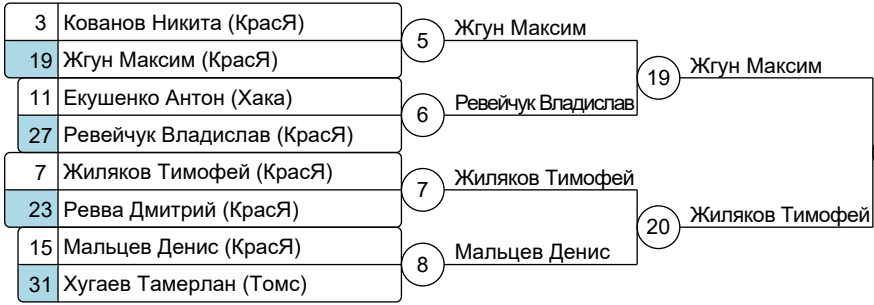 3 Кованов Никита (КрасЯ)
19 Жгун Максим (КрасЯ)
5 Жгун Максим
11 Екушенко Антон (Хака)
27 Ревейчук Владислав (КрасЯ)
6 Ревейчук Владислав
19 Жгун Максим
7 Жиляков Тимофей (КрасЯ)
23 Ревва Дмитрий (КрасЯ)
7 Жиляков Тимофей
15 Мальцев Денис (КрасЯ)
31 Хугаев Тамерлан (Томс)
8 Мальцев Денис
20 Жиляков Тимофей